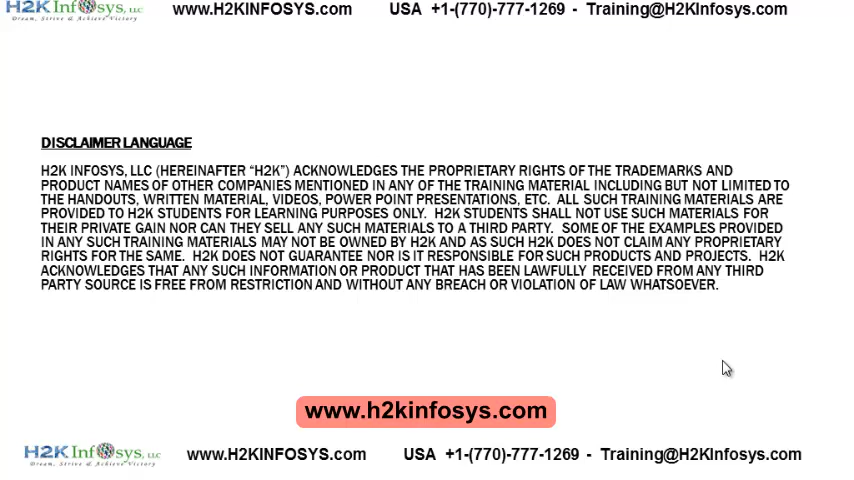 H2K Infosys, LLC www.H2KINFOSYS.com USA +1-(770)-777-1269 - Training@H2KInfosys.com
Dream, Strive & Achieve Victory
DISCLAIMER LANGUAGE
H2K INFOSYS, LLC (HEREINAFTER “H2K”) ACKNOWLEDGES THE PROPRIETARY RIGHTS OF THE TRADEMARKS AND
PRODUCT NAMES OF OTHER COMPANIES MENTIONED IN ANY OF THE TRAINING MATERIAL INCLUDING BUT NOT LIMITED TO
THE HANDOUTS, WRITTEN MATERIAL, VIDEOS, POWER POINT PRESENTATIONS, ETC. ALL SUCH TRAINING MATERIALS ARE
PROVIDED TO H2K STUDENTS FOR LEARNING PURPOSES ONLY. H2K STUDENTS SHALL NOT USE SUCH MATERIALS FOR
THEIR PRIVATE GAIN NOR CAN THEY SELL ANY SUCH MATERIALS TO A THIRD PARTY. SOME OF THE EXAMPLES PROVIDED
IN ANY SUCH TRAINING MATERIALS MAY NOT BE OWNED BY H2K AND AS SUCH H2K DOES NOT CLAIM ANY PROPRIETARY
RIGHTS FOR THE SAME. H2K DOES NOT GUARANTEE NOR IS IT RESPONSIBLE FOR SUCH PRODUCTS AND PROJECTS. H2K
ACKNOWLEDGES THAT ANY SUCH INFORMATION OR PRODUCT THAT HAS BEEN LAWFULLY RECEIVED FROM ANY THIRD
PARTY SOURCE IS FREE FROM RESTRICTION AND WITHOUT ANY BREACH OR VIOLATION OF LAW WHATSOEVER.
www.h2kinfosys.com
H2K Infosys, LLC www.H2KINFOSYS.com USA +1-(770)-777-1269 - Training@H2KInfosys.com
Dream, Strive & Achieve Victory